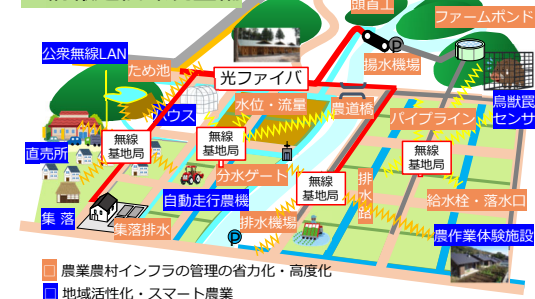 頭首工
ファームポンド
公衆無線LAN
ため池
光ファイバ
P
揚水機場
ハウス
水位・流量
農道橋
パイプライン
鳥獣罠
センサ
無線
基地局
無線
基地局
無線
基地局
無線
基地局
直売所
分水ゲート
排水路
自動走行農機
給水栓・落水口
集 落
集落排水
排水機場
P
農作業体験施設
□ 農業農村インフラの管理の省力化・高度化
□ 地域活性化・スマート農業